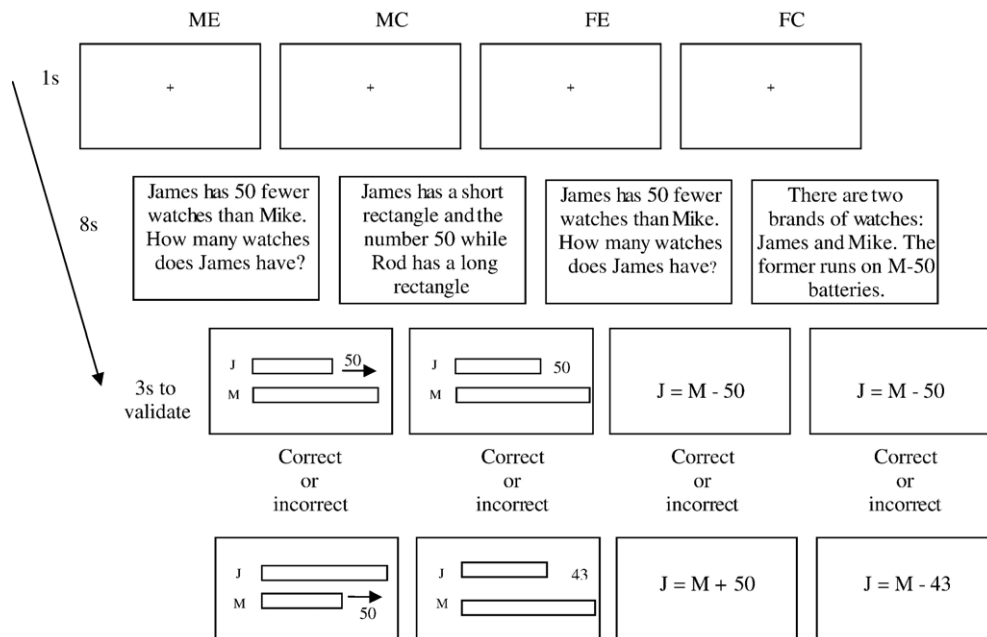 ME MC FE FC
1s
+ + + +
8s
James has 50 fewer
watches than Mike.
How many watches
does James have?
James has a short
rectangle and the
number 50 while
Rod has a long
rectangle
James has 50 fewer
watches than Mike.
How many watches
does James have?
There are two
brands of watches:
James and Mike. The
former runs on M-50
batteries.
3s to
validate
J 50
M
J 50
M
J = M - 50
J = M - 50
Correct
or
incorrect
Correct
or
incorrect
Correct
or
incorrect
Correct
or
incorrect
J
M
50
J 43
M
J = M + 50
J = M - 43